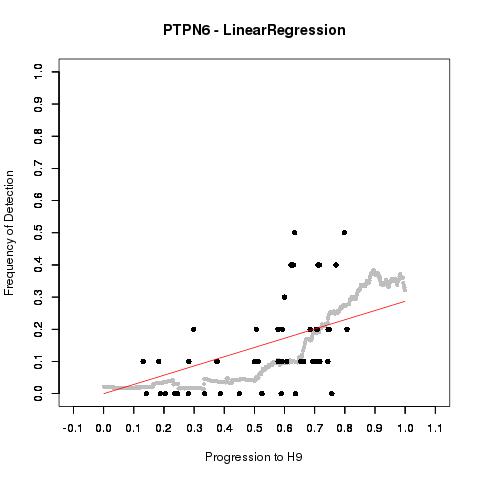 PTPN6 - LinearRegression
Frequency of Detection
1.0
0.9
0.8
0.7
0.6
0.5
0.4
0.3
0.2
0.1
0.0
-0.1 0.0 0.1 0.2 0.3 0.4 0.5 0.6 0.7 0.8 0.9 1.0 1.1
Progression to H9